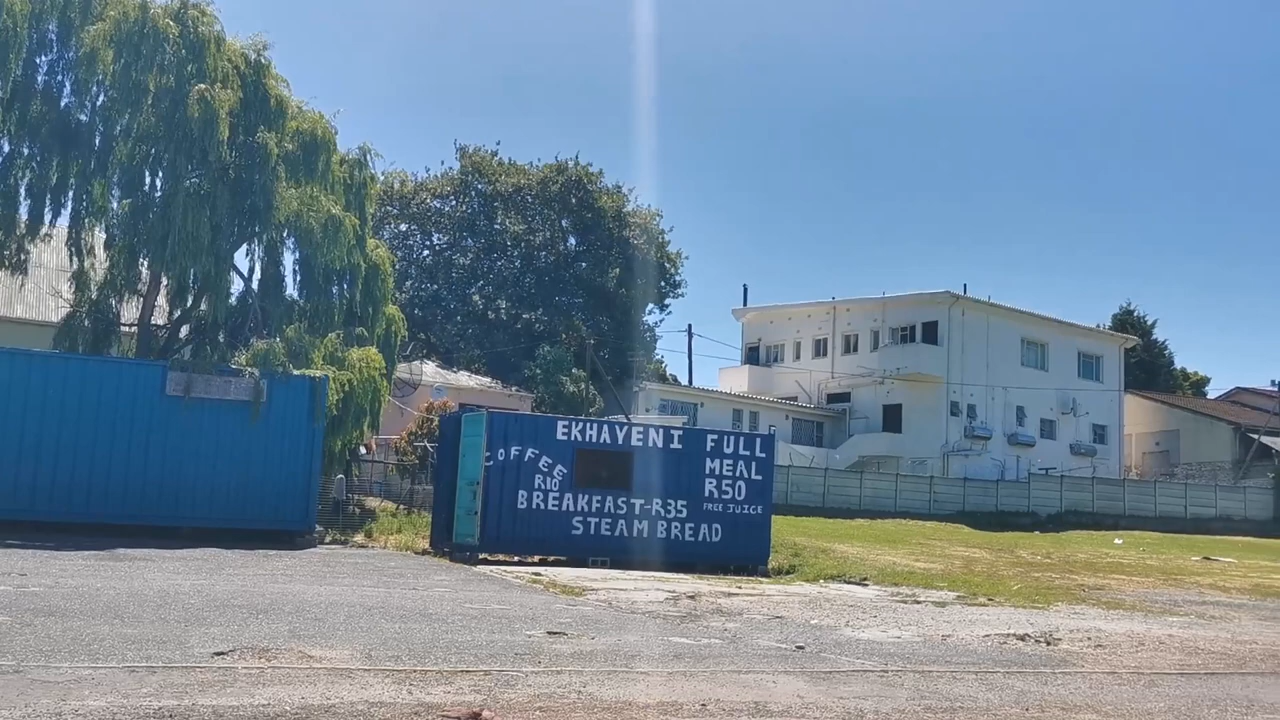 EKHAYENI
COFFEE
R10
BREAKFAST-R35
STEAM BREAD
FULL
MEAL
R50
FREE JUICE